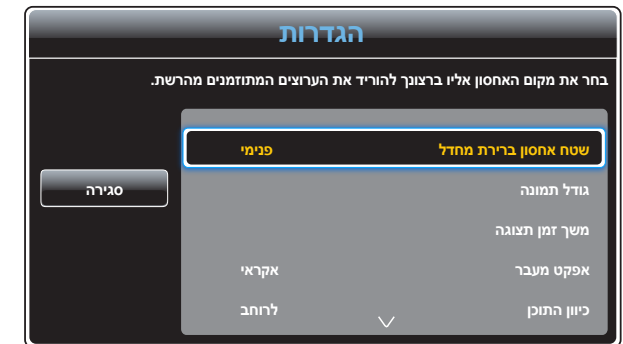 הגדרות
בחר את מקום האחסון אליו ברצונך להוריד את הערוצים המתוזמנים מהרשת.
שטח אחסון ברירת מחדל פנימי
גודל תמונה
משך זמן תצוגה
אפקט מעבר אקראי
כיוון התוכן לרוחב
סגירה